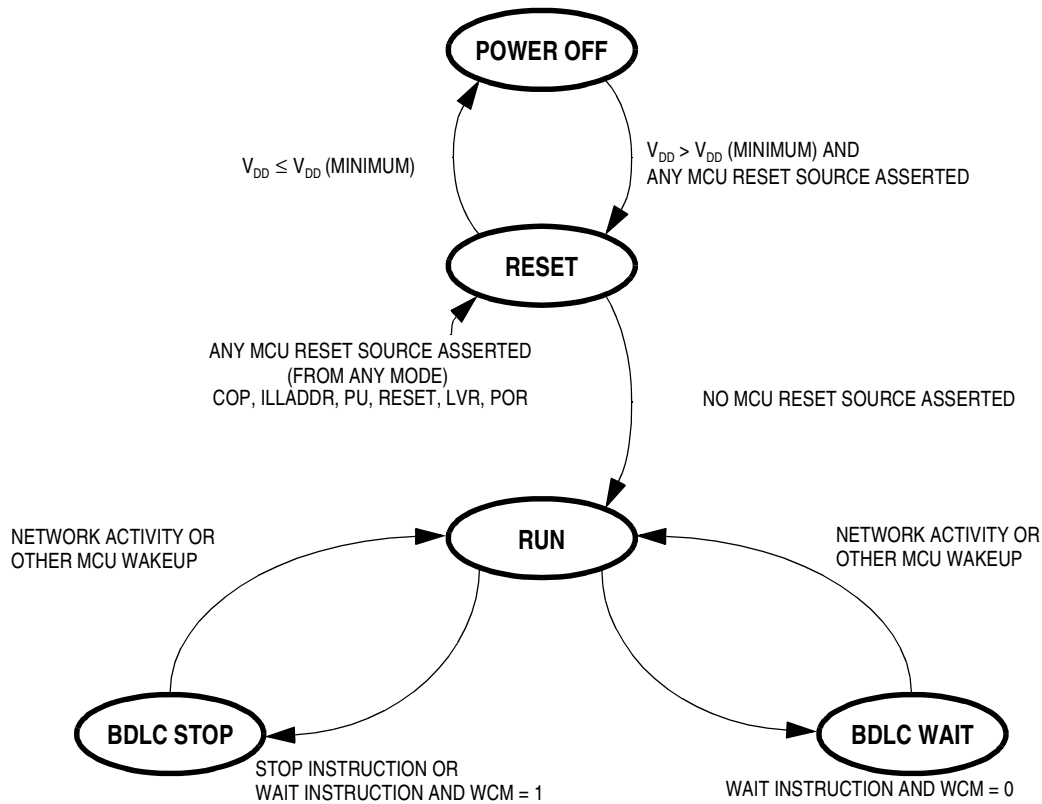 POWER OFF
V_DD ≤ V_DD (MINIMUM)
V_DD > V_DD (MINIMUM) AND
ANY MCU RESET SOURCE ASSERTED
RESET
ANY MCU RESET SOURCE ASSERTED
(FROM ANY MODE)
COP, ILLADDR, PU, RESET, LVR, POR
NO MCU RESET SOURCE ASSERTED
NETWORK ACTIVITY OR
OTHER MCU WAKEUP
RUN
NETWORK ACTIVITY OR
OTHER MCU WAKEUP
BDLC STOP
BDLC WAIT
STOP INSTRUCTION OR
WAIT INSTRUCTION AND WCM = 1
WAIT INSTRUCTION AND WCM = 0